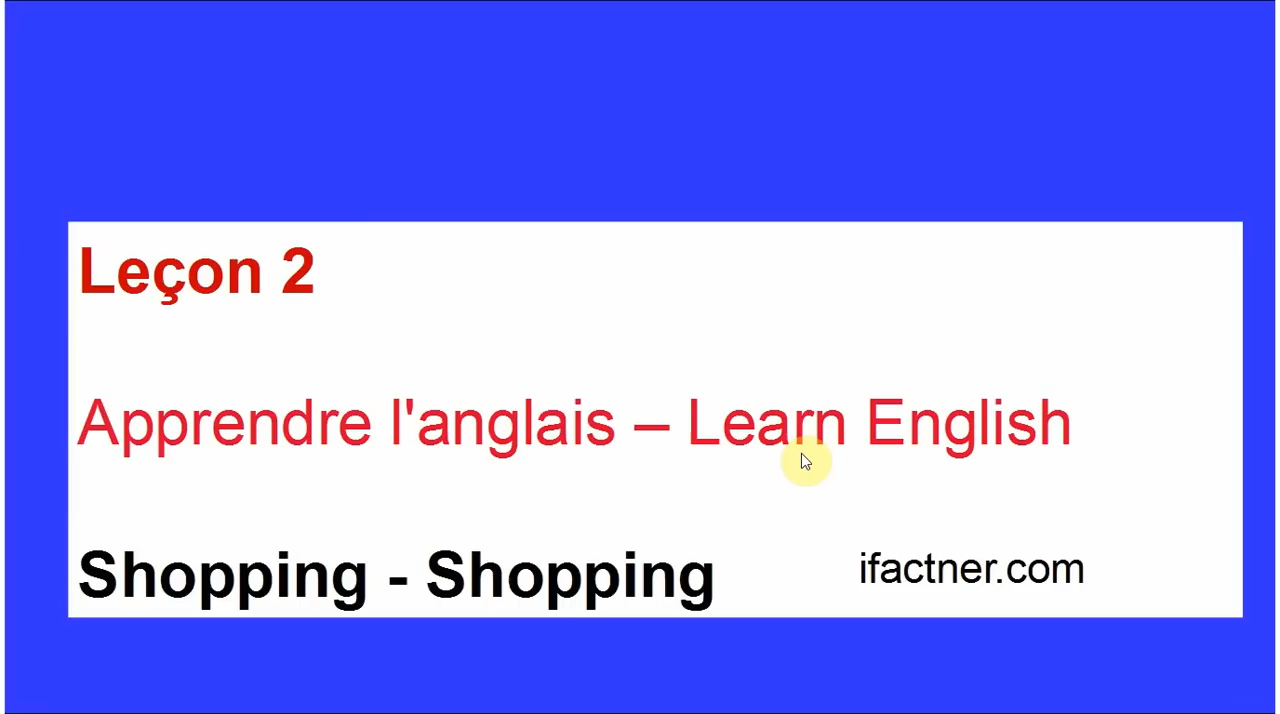 Leçon 2
Apprendre l'anglais – Learn English
Shopping - Shopping
ifactner.com